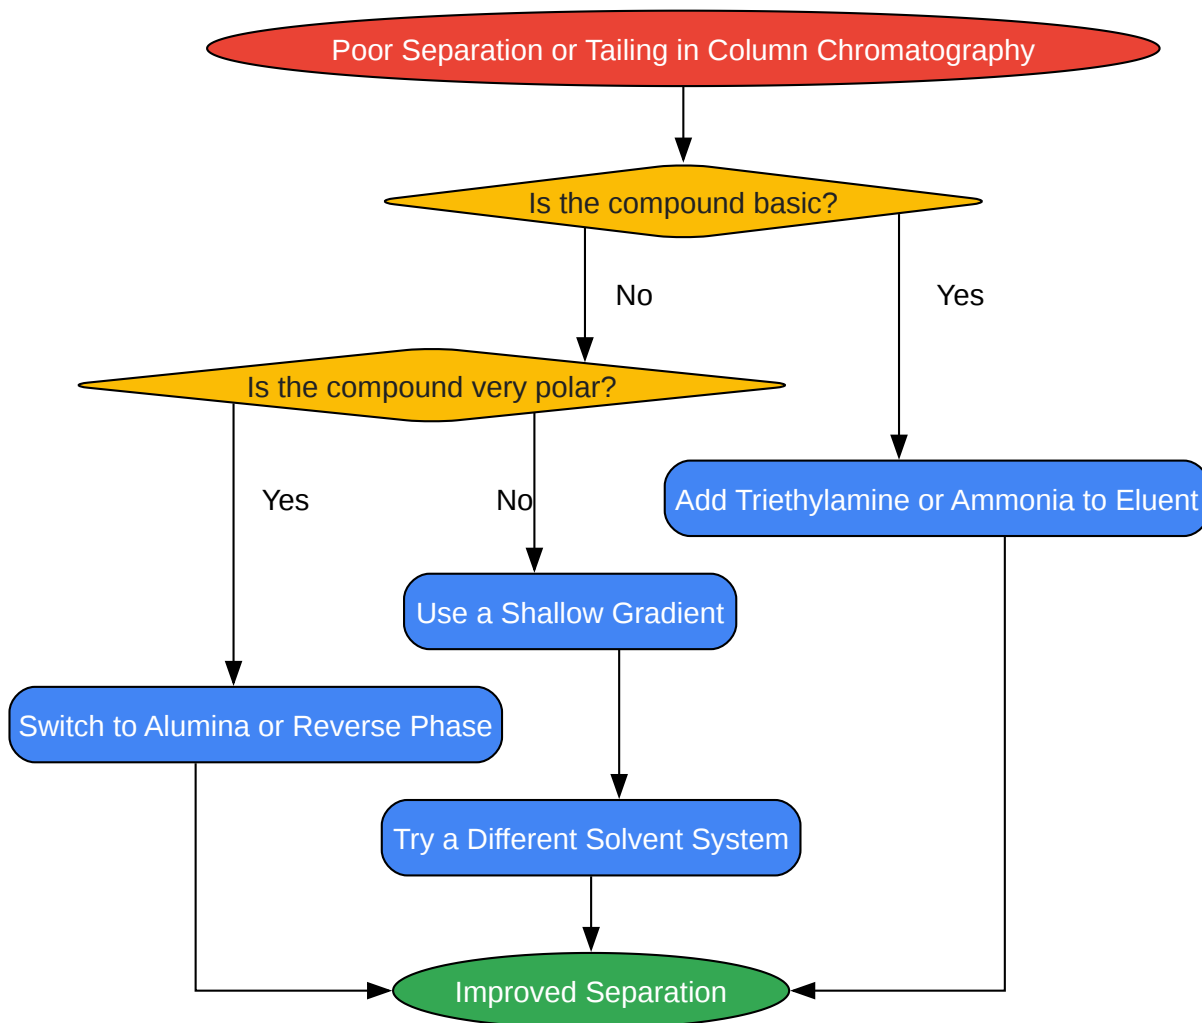 Poor Separation or Tailing in Column Chromatography
Is the compound basic?
No
Yes
Is the compound very polar?
Yes
No
Add Triethylamine or Ammonia to Eluent
Use a Shallow Gradient
Switch to Alumina or Reverse Phase
Try a Different Solvent System
Improved Separation